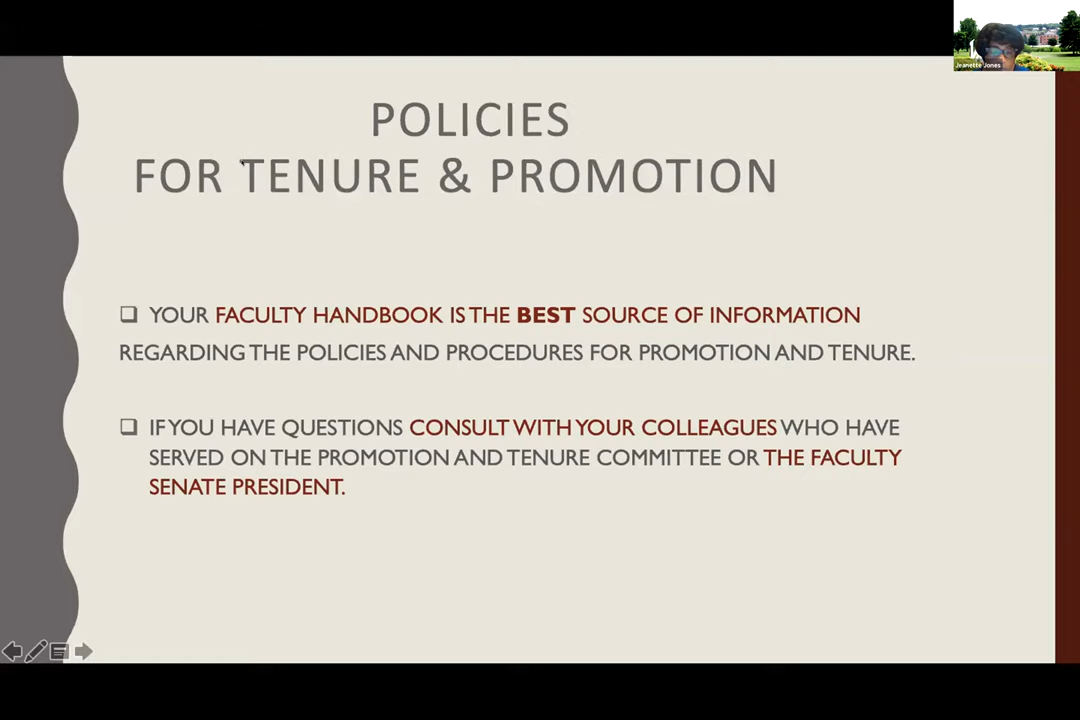 Jeanette Jones
POLICIES
FOR TENURE & PROMOTION
YOUR FACULTY HANDBOOK IS THE BEST SOURCE OF INFORMATION
REGARDING THE POLICIES AND PROCEDURES FOR PROMOTION AND TENURE.
IF YOU HAVE QUESTIONS CONSULT WITH YOUR COLLEAGUES WHO HAVE
SERVED ON THE PROMOTION AND TENURE COMMITTEE OR THE FACULTY
SENATE PRESIDENT.